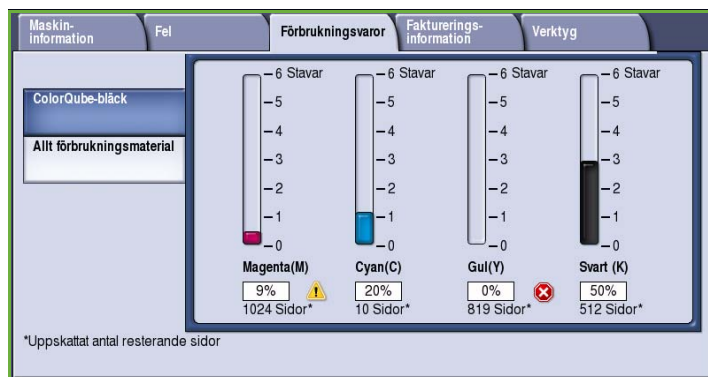 Maskin-
information
Fel
Förbrukningsvaror
Fakturerings-
information
Verktyg
ColorQube-bläck
Allt förbrukningsmaterial
6 Stavar
5
4
3
2
1
0
Magenta(M)
9%
1024 Sidor*
6 Stavar
5
4
3
2
1
0
Cyan(C)
20%
10 Sidor*
6 Stavar
5
4
3
2
1
0
Gul(Y)
0%
819 Sidor*
6 Stavar
5
4
3
2
1
0
Svart (K)
50%
512 Sidor*
*Uppskattat antal resterande sidor